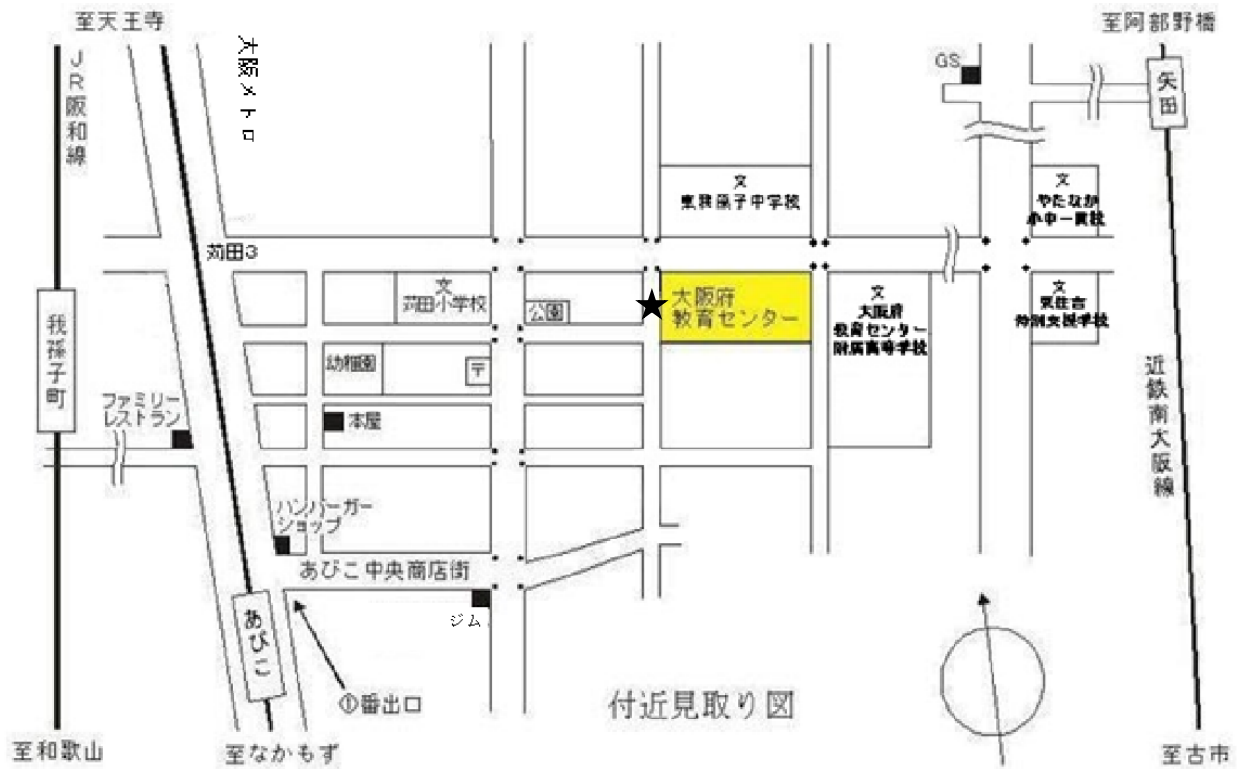 至天王寺
至阿部野橋
JR阪和線
大阪メトロ
GS
矢田
文
東我孫子中学校
文
やたなか
小中一貫校
苅田3
文
苅田小学校
公園
★
大阪府
教育センター
文
大阪府
教育センター
附属高等学校
文
東住吉
特別支援学校
我孫子町
幼稚園
〒
近鉄南大阪線
ファミリー
レストラン
本屋
ハンバーガー
ショップ
あびこ中央商店街
あびこ
ジム
①番出口
付近見取り図
至和歌山
至なかもず
至古市